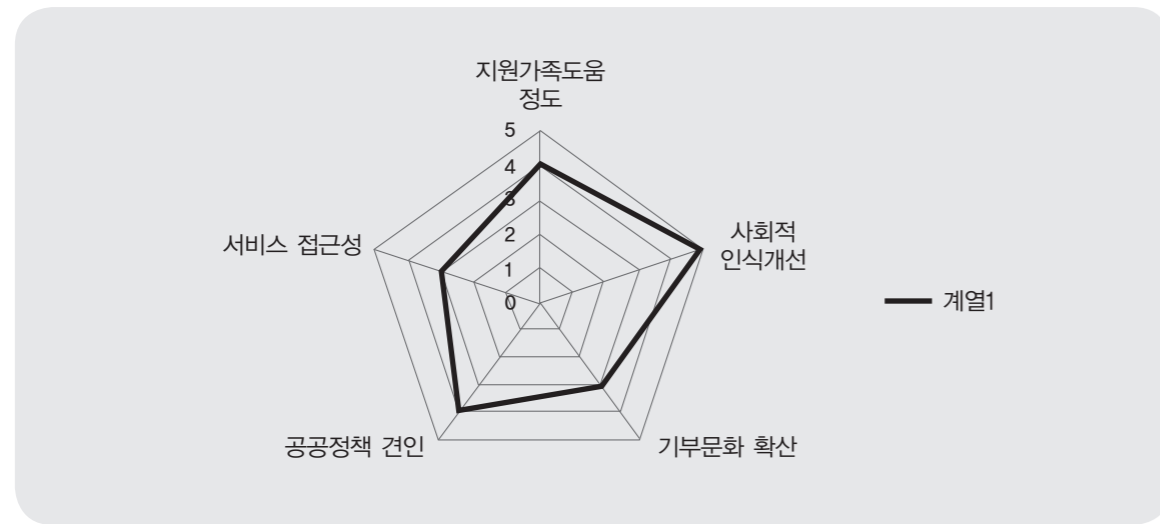 지원가족도움
정도
5
4
3
2
1
0
사회적
인식개선
서비스 접근성
계열1
공공정책 견인
기부문화 확산